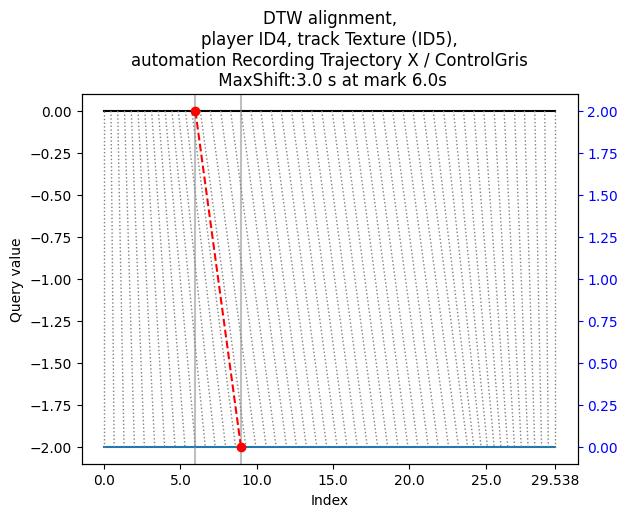 DTW alignment,
player ID4, track Texture (ID5),
automation Recording Trajectory X / ControlGris
MaxShift:3.0 s at mark 6.0s
0.00
−0.25
−0.50
−0.75
−1.00
−1.25
−1.50
−1.75
−2.00
Query value
2.00
1.75
1.50
1.25
1.00
0.75
0.50
0.25
0.00
0.0 5.0 10.0 15.0 20.0 25.0 29.538
Index